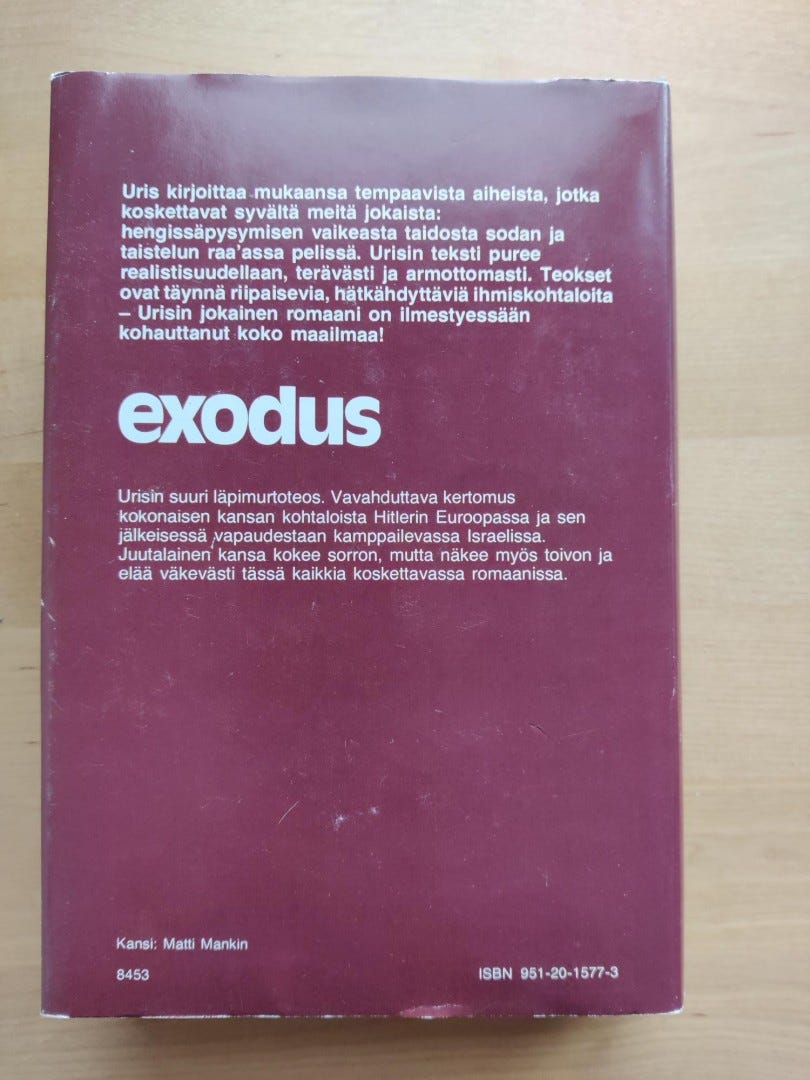 Uris kirjoittaa mukaansa tempaavista aiheista, jotka
koskettavat syvältä meitä jokaista:
hengissäpysymisen vaikeasta taidosta sodan ja
taistelun raa'assa pelissä. Urisin teksti puree
realistisuudellaan, terävästi ja armottomasti. Teokset
ovat täynnä riipaisevia, hätkähdyttäviä ihmiskohtaloita
– Urisin jokainen romaani on ilmestyessään
kohauttanut koko maailmaa!
exodus
Urisin suuri läpimurtoteos. Vavahduttava kertomus
kokonaisen kansan kohtaloista Hitlerin Euroopassa ja sen
jälkeisessä vapaudestaan kamppailevassa Israelissa.
Juutalainen kansa kokee sorron, mutta näkee myös toivon ja
elää väkevästi tässä kaikkia koskettavassa romaanissa.
Kansi: Matti Mankin
8453
ISBN 951-20-1577-3